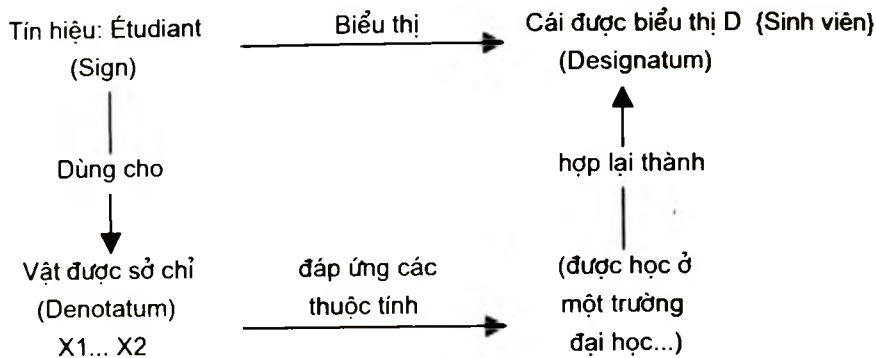 Tín hiệu: Étudiant
(Sign)
Biểu thị
Cái được biểu thị D {Sinh viên}
(Designatum)
Dùng cho
hợp lại thành
Vật được sở chỉ
(Denotatum)
X1... X2
đáp ứng các
thuộc tính
(được học ở
một trường
đại học...)